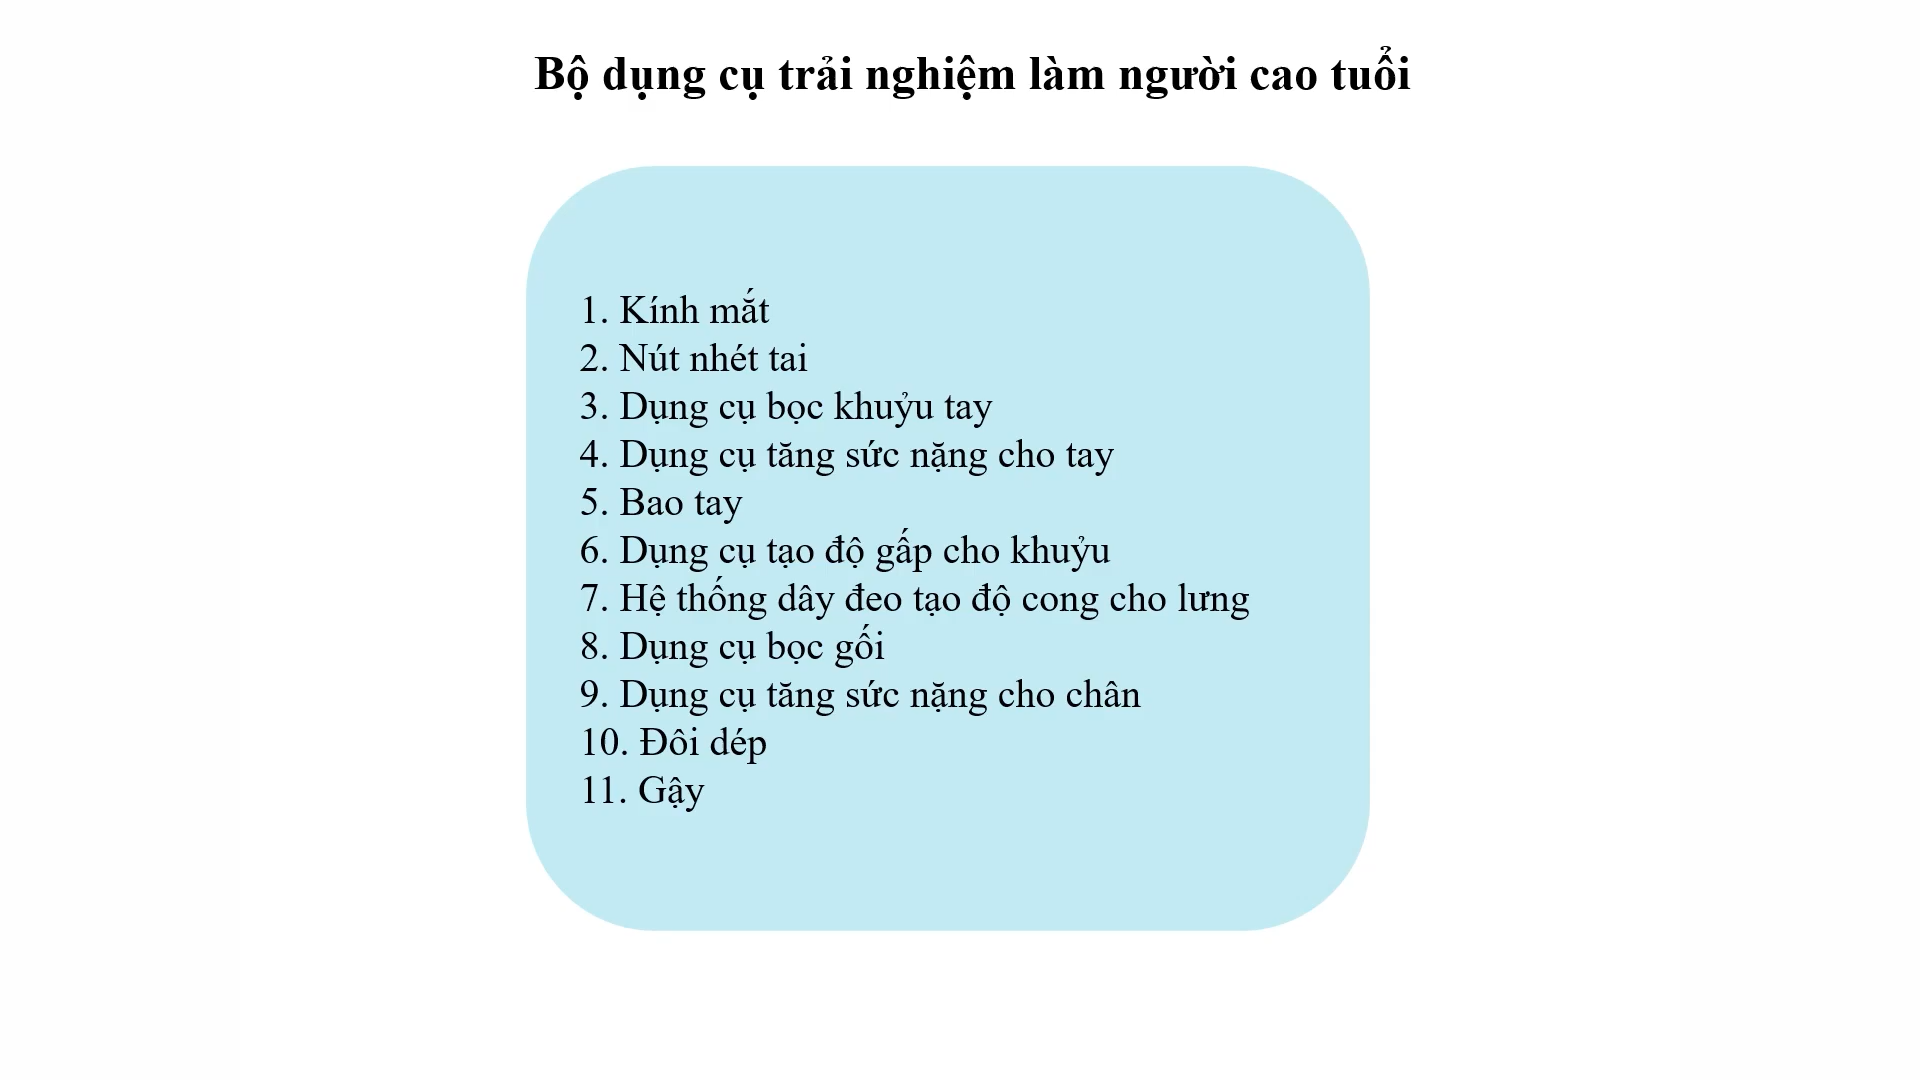 Bộ dụng cụ trải nghiệm làm người cao tuổi
1. Kính mắt
2. Nút nhét tai
3. Dụng cụ bọc khuỷu tay
4. Dụng cụ tăng sức nặng cho tay
5. Bao tay
6. Dụng cụ tạo độ gấp cho khuỷu
7. Hệ thống dây đeo tạo độ cong cho lưng
8. Dụng cụ bọc gối
9. Dụng cụ tăng sức nặng cho chân
10. Đôi dép
11. Gậy